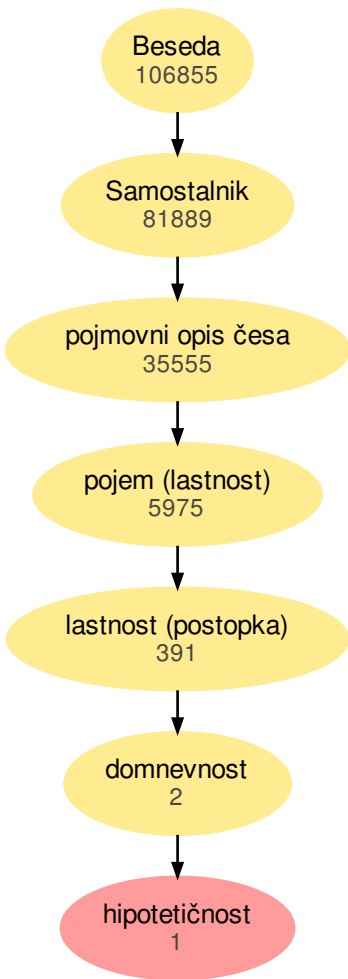 Beseda
106855
Samostalnik
81889
pojmovni opis česa
35555
pojem (lastnost)
5975
lastnost (postopka)
391
domnevnost
2
hipotetičnost
1